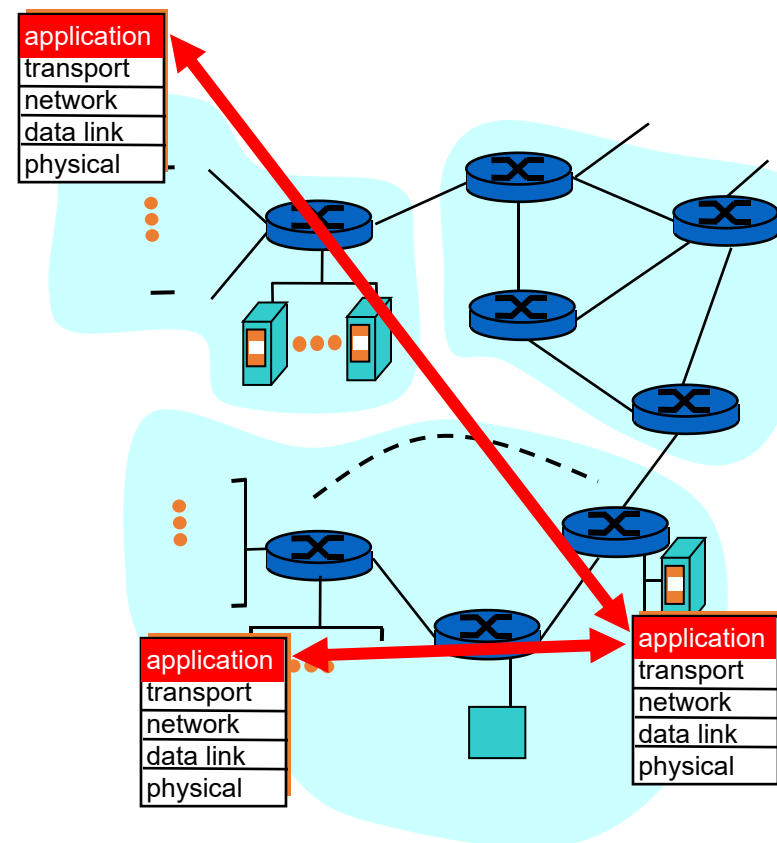 application
transport
network
data link
physical
application
transport
network
data link
physical
application
transport
network
data link
physical